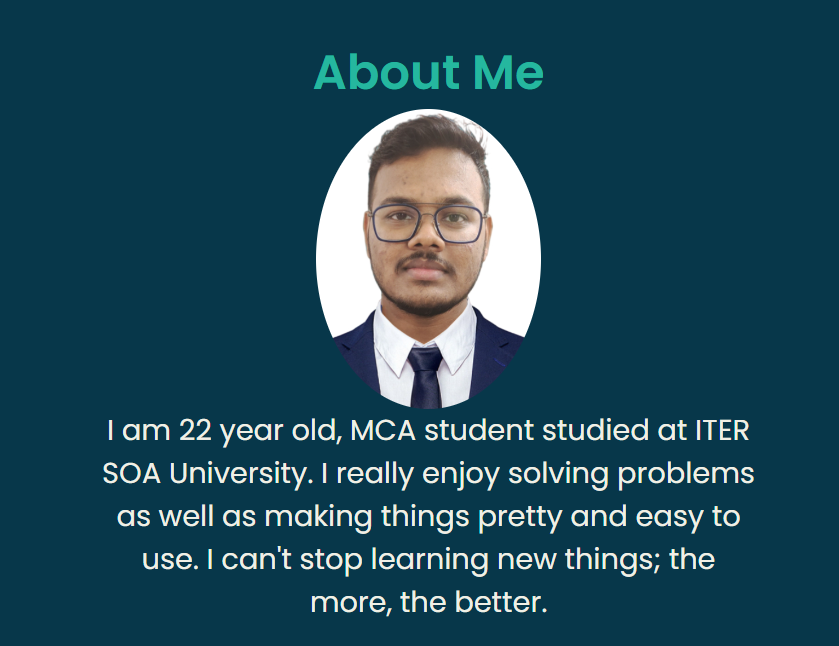 About Me
I am 22 year old, MCA student studied at ITER
SOA University. I really enjoy solving problems
as well as making things pretty and easy to
use. I can't stop learning new things; the
more, the better.